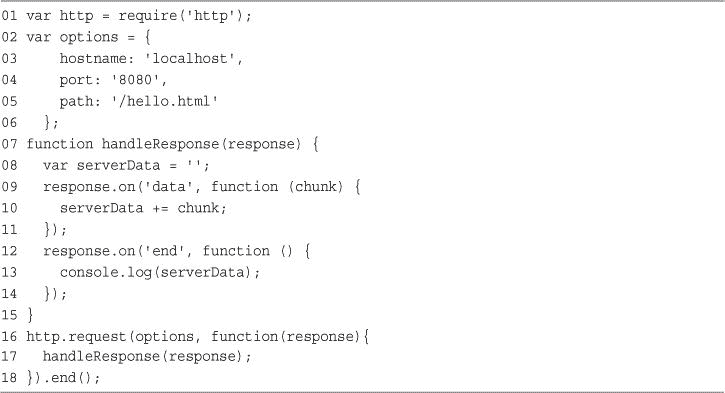 01 var http = require('http');
02 var options = {
03     hostname: 'localhost',
04     port: '8080',
05     path: '/hello.html'
06   };
07 function handleResponse(response) {
08   var serverData = '';
09   response.on('data', function (chunk) {
10     serverData += chunk;
11   });
12   response.on('end', function () {
13     console.log(serverData);
14   });
15 }
16 http.request(options, function(response){
17   handleResponse(response);
18 }).end();